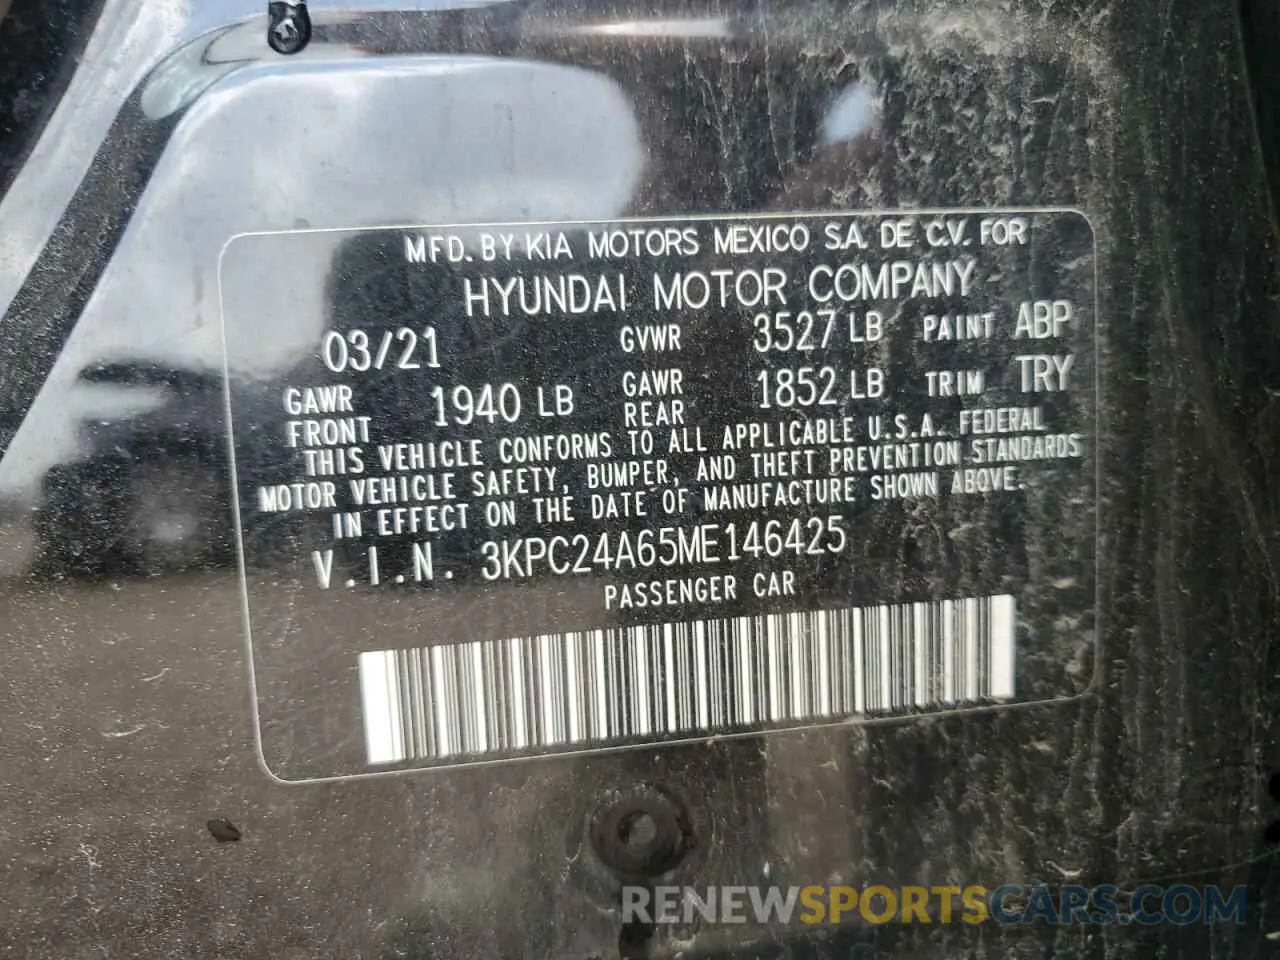 MFD. BY KIA MOTORS MEXICO S.A. DE C.V. FOR
HYUNDAI MOTOR COMPANY
03/21 GVWR 3527 LB PAINT ABP
GAWR FRONT 1940 LB GAWR REAR 1852 LB TRIM TRY
THIS VEHICLE CONFORMS TO ALL APPLICABLE U.S.A. FEDERAL
MOTOR VEHICLE SAFETY, BUMPER, AND THEFT PREVENTION STANDARDS
IN EFFECT ON THE DATE OF MANUFACTURE SHOWN ABOVE.
V.I.N. 3KPC24A65ME146425
PASSENGER CAR
RENEWSPORTSCARS.COM